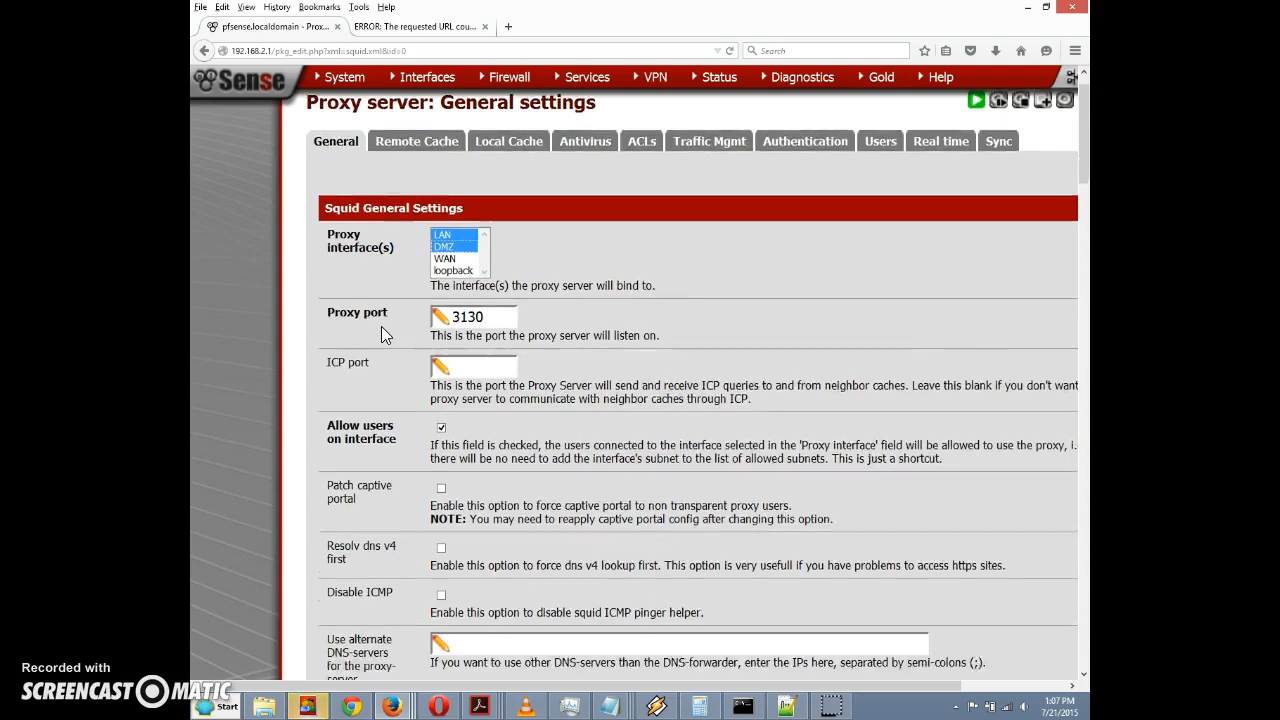 File Edit View History Bookmarks Tools Help
pfsense.localdomain - Prox... × ERROR: The requested URL cou... × +
192.168.2.1/pkg_edit.php?xml=squid.xml&id=0 Search
Sense System Interfaces Firewall Services VPN Status Diagnostics Gold Help
Proxy server: General settings
General Remote Cache Local Cache Antivirus ACLs Traffic Mgmt Authentication Users Real time Sync
Squid General Settings
Proxy interface(s)
LAN
DMZ
WAN
loopback
The interface(s) the proxy server will bind to.
Proxy port
3130
This is the port the proxy server will listen on.
ICP port
This is the port the Proxy Server will send and receive ICP queries to and from neighbor caches. Leave this blank if you don't want
proxy server to communicate with neighbor caches through ICP.
Allow users
on interface
If this field is checked, the users connected to the interface selected in the 'Proxy interface' field will be allowed to use the proxy, i.
there will be no need to add the interface's subnet to the list of allowed subnets. This is just a shortcut.
Patch captive
portal
Enable this option to force captive portal to non transparent proxy users.
NOTE: You may need to reapply captive portal config after changing this option.
Resolv dns v4
first
Enable this option to force dns v4 lookup first. This option is very usefull if you have problems to access https sites.
Disable ICMP
Enable this option to disable squid ICMP pinger helper.
Use alternate
DNS-servers
for the proxy-
server
If you want to use other DNS-servers than the DNS-forwarder, enter the IPs here, separated by semi-colons (;).
Recorded with
SCREENCAST MATIC
Start
1:07 PM
7/21/2015